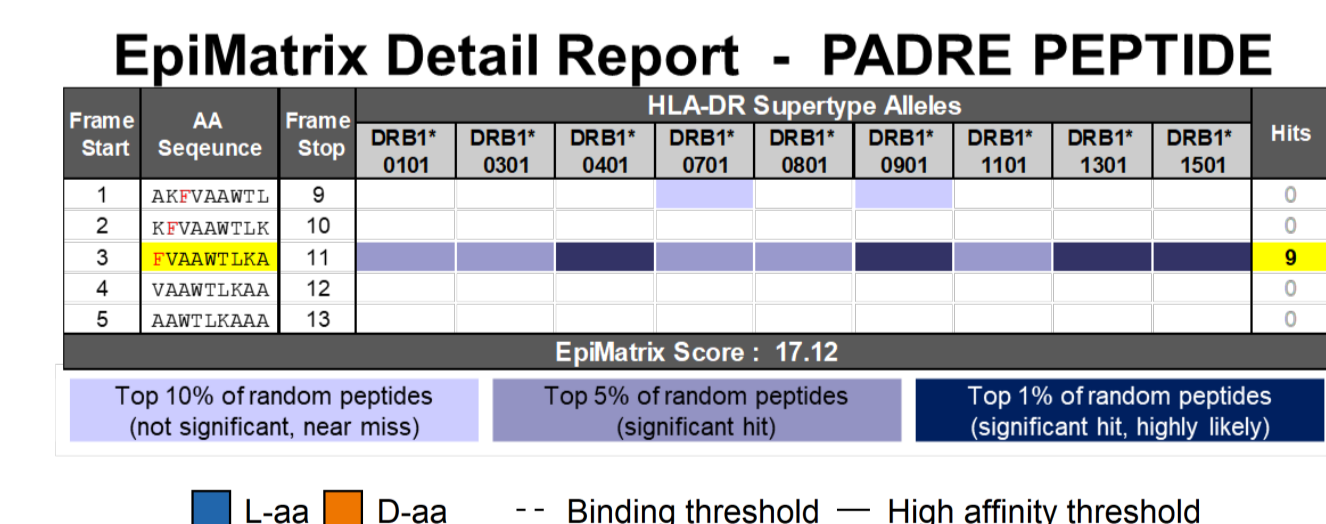 EpiMatrix Detail Report - PADRE PEPTIDE
Frame Start AA Seqeunce Frame Stop HLA-DR Supertype Alleles Hits
DRB1* 0101 DRB1* 0301 DRB1* 0401 DRB1* 0701 DRB1* 0801 DRB1* 0901 DRB1* 1101 DRB1* 1301 DRB1* 1501
1 AKFVAAWTL 9 0
2 KFVAAWTLK 10 0
3 FVAAWTLKA 11 9
4 VAAWTLKAA 12 0
5 AAWTLKAAA 13 0
EpiMatrix Score : 17.12
Top 10% of random peptides
(not significant, near miss)
Top 5% of random peptides
(significant hit)
Top 1% of random peptides
(significant hit, highly likely)
L-aa D-aa -- Binding threshold — High affinity threshold